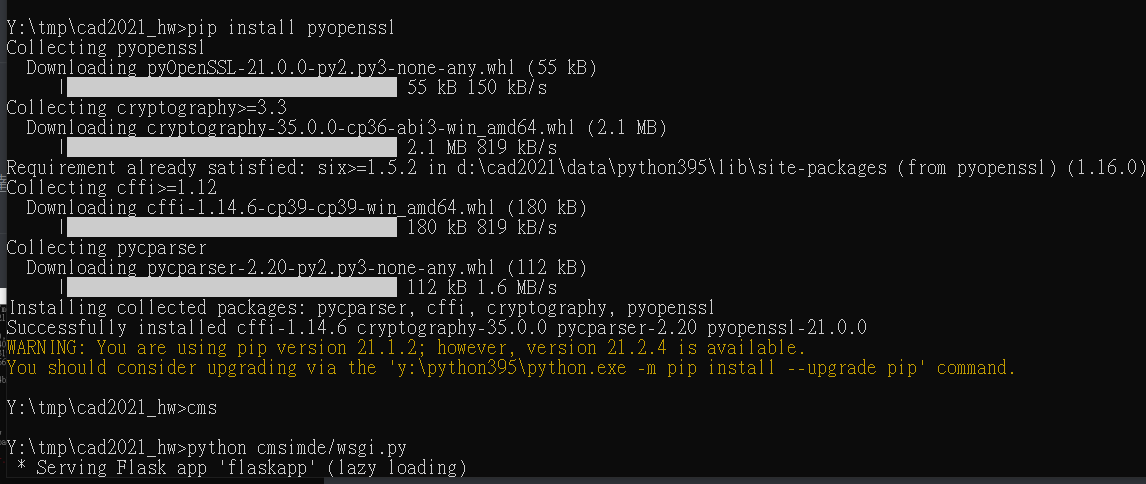 Y:\tmp\cad2021_hw>pip install pyopenssl
Collecting pyopenssl
  Downloading pyOpenSSL-21.0.0-py2.py3-none-any.whl (55 kB)
     |████████████████████████████████| 55 kB 150 kB/s
Collecting cryptography>=3.3
  Downloading cryptography-35.0.0-cp36-abi3-win_amd64.whl (2.1 MB)
     |████████████████████████████████| 2.1 MB 819 kB/s
Requirement already satisfied: six>=1.5.2 in d:\cad2021\data\python395\lib\site-packages (from pyopenssl) (1.16.0)
Collecting cffi>=1.12
  Downloading cffi-1.14.6-cp39-cp39-win_amd64.whl (180 kB)
     |████████████████████████████████| 180 kB 819 kB/s
Collecting pycparser
  Downloading pycparser-2.20-py2.py3-none-any.whl (112 kB)
     |████████████████████████████████| 112 kB 1.6 MB/s
Installing collected packages: pycparser, cffi, cryptography, pyopenssl
Successfully installed cffi-1.14.6 cryptography-35.0.0 pycparser-2.20 pyopenssl-21.0.0
WARNING: You are using pip version 21.1.2; however, version 21.2.4 is available.
You should consider upgrading via the 'y:\python395\python.exe -m pip install --upgrade pip' command.
Y:\tmp\cad2021_hw>cms
Y:\tmp\cad2021_hw>python cmsimde/wsgi.py
 * Serving Flask app 'flaskapp' (lazy loading)